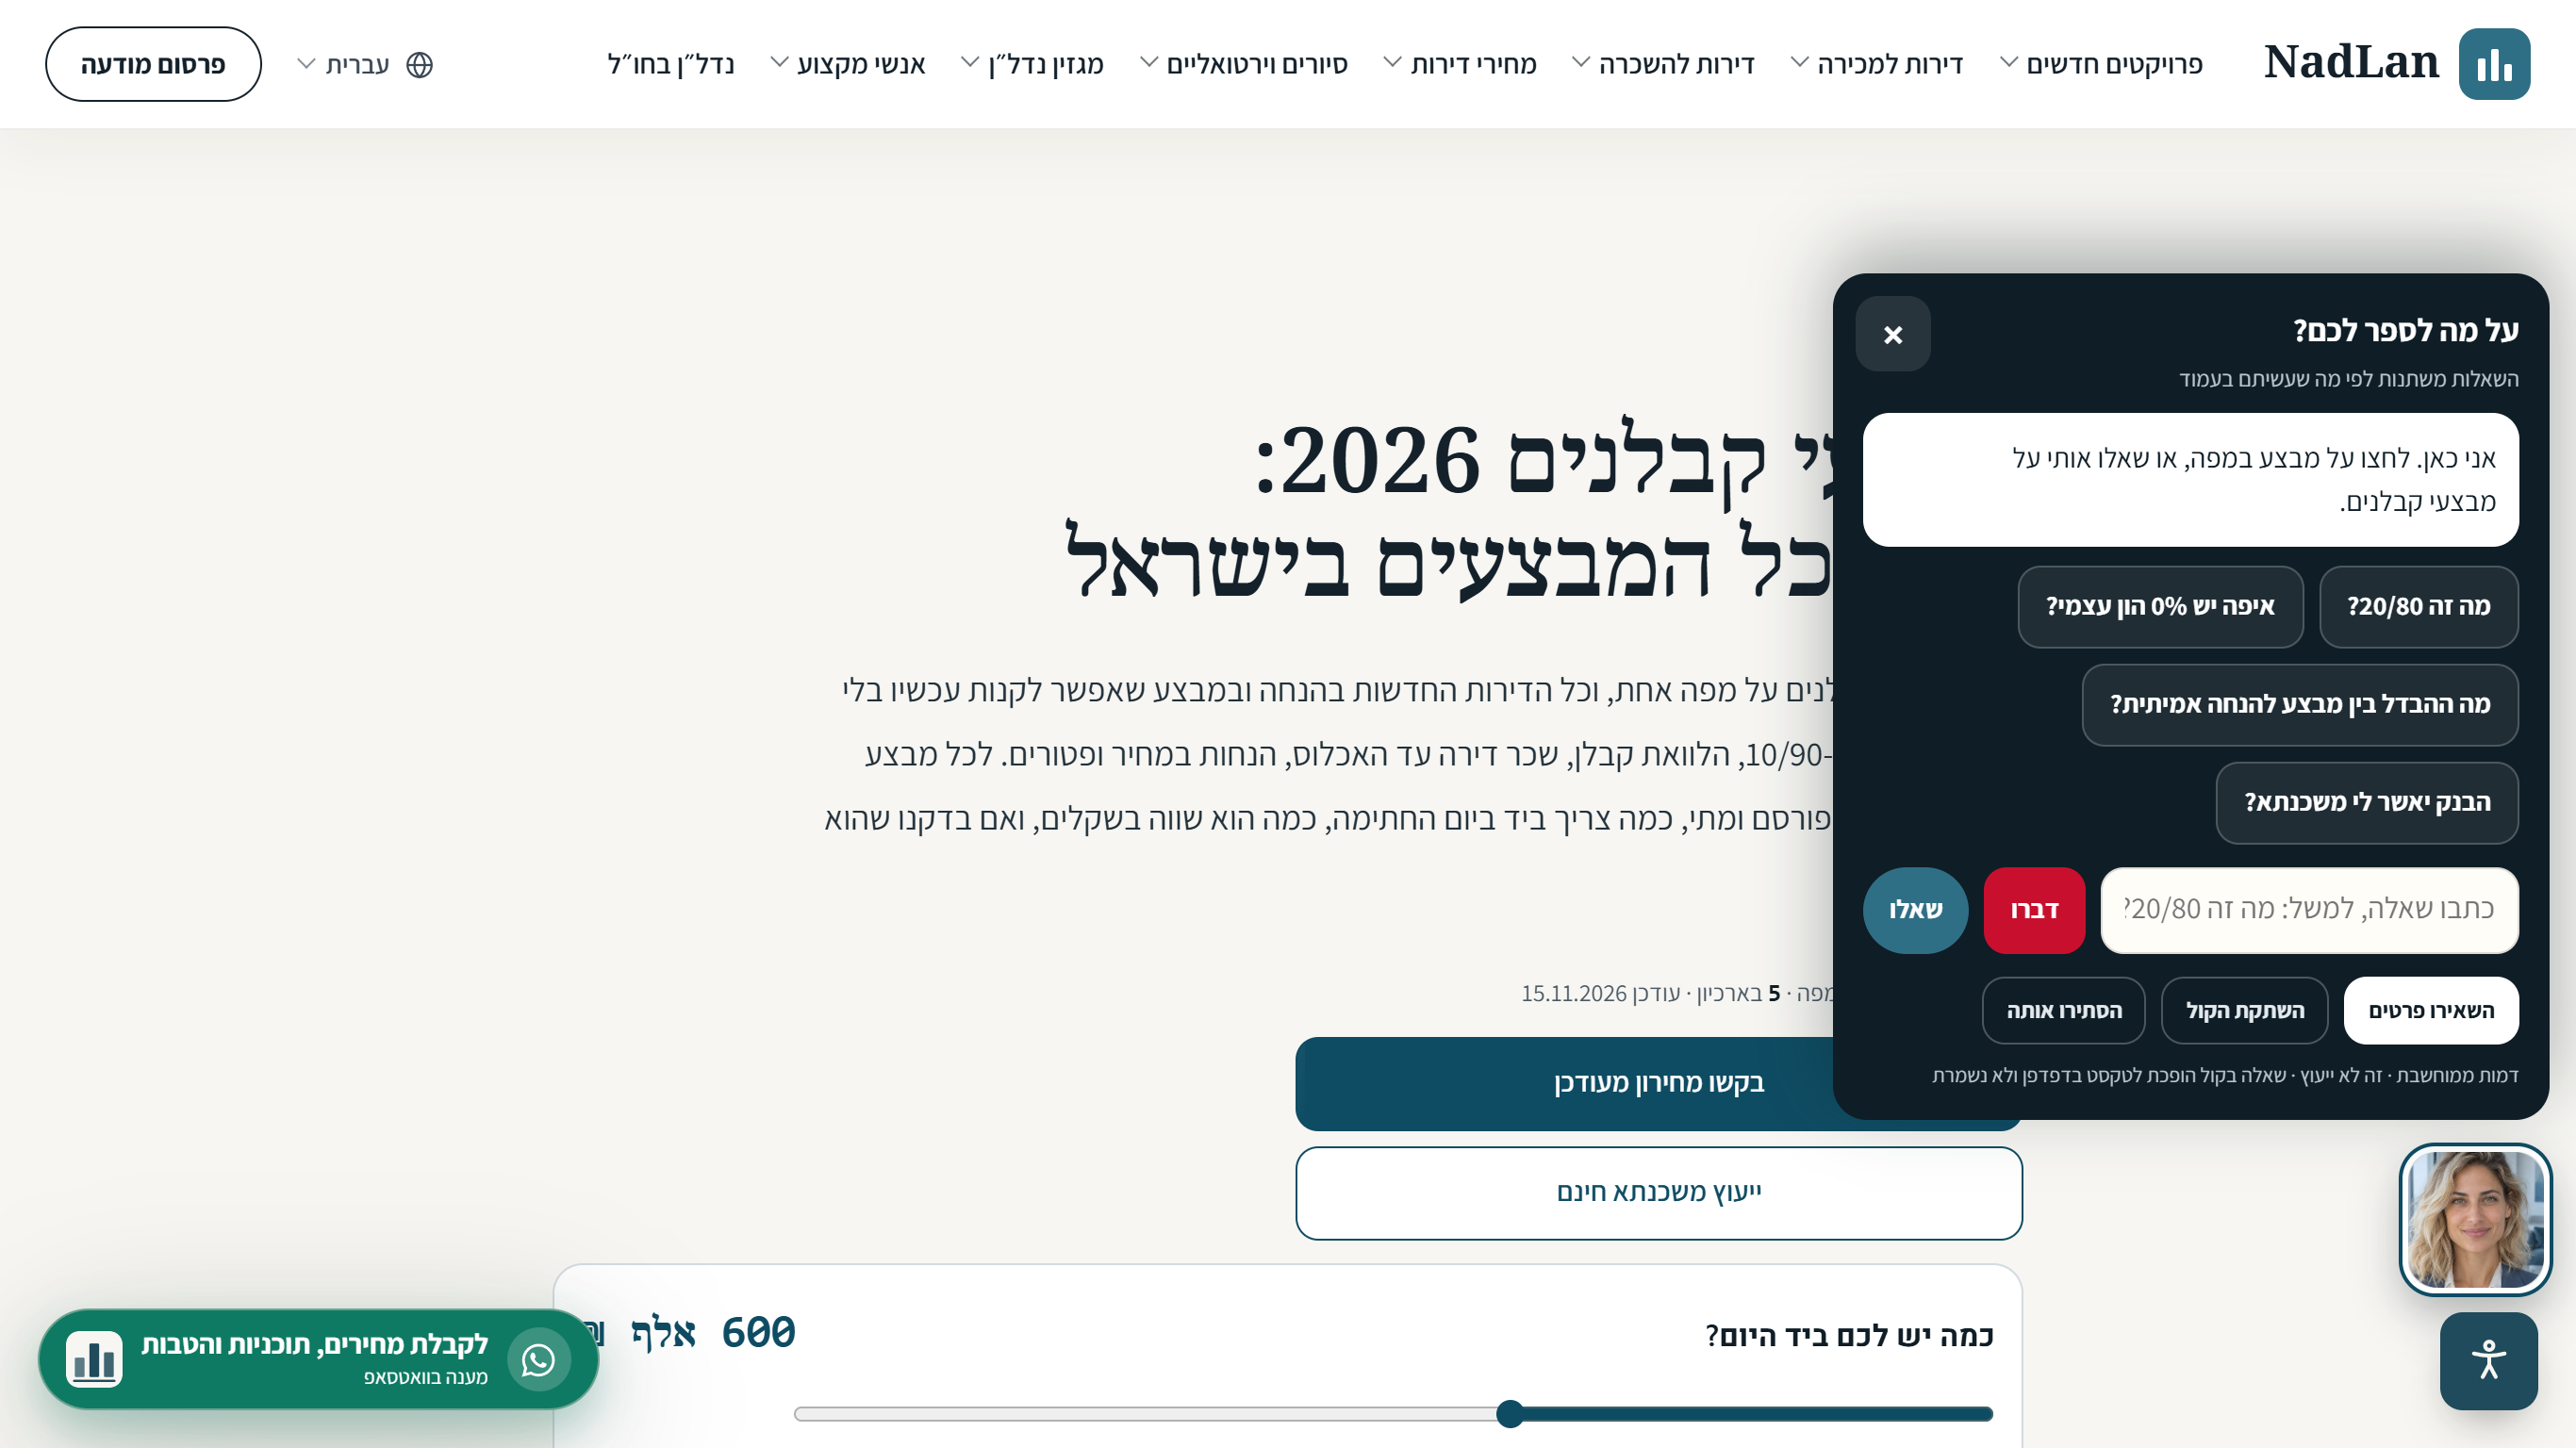 NadLan
פרויקטים חדשים
דירות למכירה
דירות להשכרה
מחירי דירות
סיורים וירטואליים
מגזין נדל״ן
אנשי מקצוע
נדל״ן בחו״ל
עברית
פרסום מודעה
על מה לספר לכם?
השאלות משתנות לפי מה שעשיתם בעמוד
אני כאן. לחצו על מבצע במפה, או שאלו אותי על
מבצעי קבלנים.
מה זה 20/80?
איפה יש 0% הון עצמי?
מה ההבדל בין מבצע להנחה אמיתית?
הבנק יאשר לי משכנתא?
כתבו שאלה, למשל: מה זה 20/80?
דברו
שאלו
השאירו פרטים
השתקת הקול
הסתירו אותה
דמות ממוחשבת · זה לא ייעוץ · שאלה בקול הופכת לטקסט בדפדפן ולא נשמרת
קבלנים 2026:
כל המבצעים בישראל
על מפה אחת, וכל הדירות החדשות בהנחה ובמבצע שאפשר לקנות עכשיו בלי
10/90, הלוואת קבלן, שכר דירה עד האכלוס, הנחות במחיר ופטורים. לכל מבצע
ומתי, כמה צריך ביד ביום החתימה, כמה הוא שווה בשקלים, ואם בדקנו שהוא
· 5 בארכיון · עודכן 15.11.2026
בקשו מחירון מעודכן
ייעוץ משכנתא חינם
כמה יש לכם ביד היום?
600 אלף
לקבלת מחירים, תוכניות והטבות
מענה בוואטסאפ